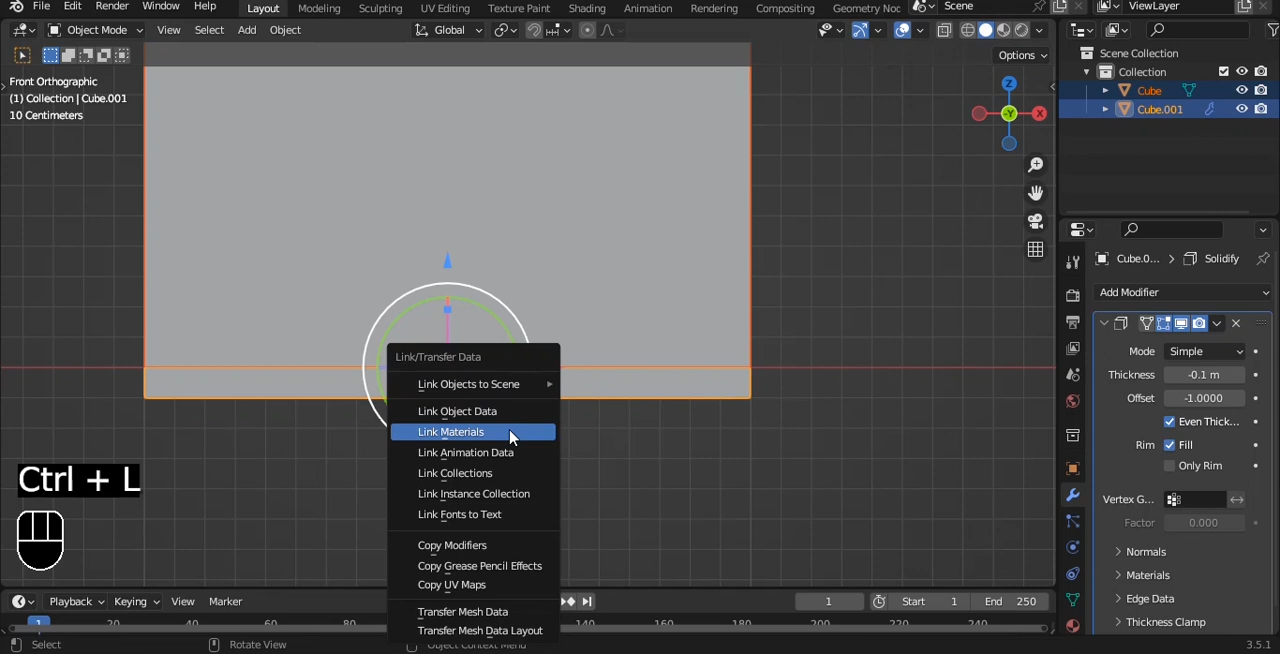 File Edit Render Window Help Layout Modeling Sculpting UV Editing Texture Paint Shading Animation Rendering Compositing Geometry Noc Scene ViewLayer
Object Mode View Select Add Object Global
Options
Front Orthographic
(1) Collection | Cube.001
10 Centimeters
Z
X
-Y
Scene Collection
Collection
Cube
Cube.001
Cube.0... > Solidify
Add Modifier
Mode Simple
Thickness -0.1 m
Offset -1.0000
Even Thick...
Rim Fill
Only Rim
Vertex G...
Factor 0.000
Normals
Materials
Edge Data
Thickness Clamp
Link/Transfer Data
Link Objects to Scene
Link Object Data
Link Materials
Link Animation Data
Link Collections
Link Instance Collection
Link Fonts to Text
Copy Modifiers
Copy Grease Pencil Effects
Copy UV Maps
Transfer Mesh Data
Transfer Mesh Data Layout
Ctrl + L
Playback Keying View Marker 1 Start 1 End 250
1 20 40 60 80 140 160 180 200 220 240
Select Rotate View Object Context Menu 3.5.1